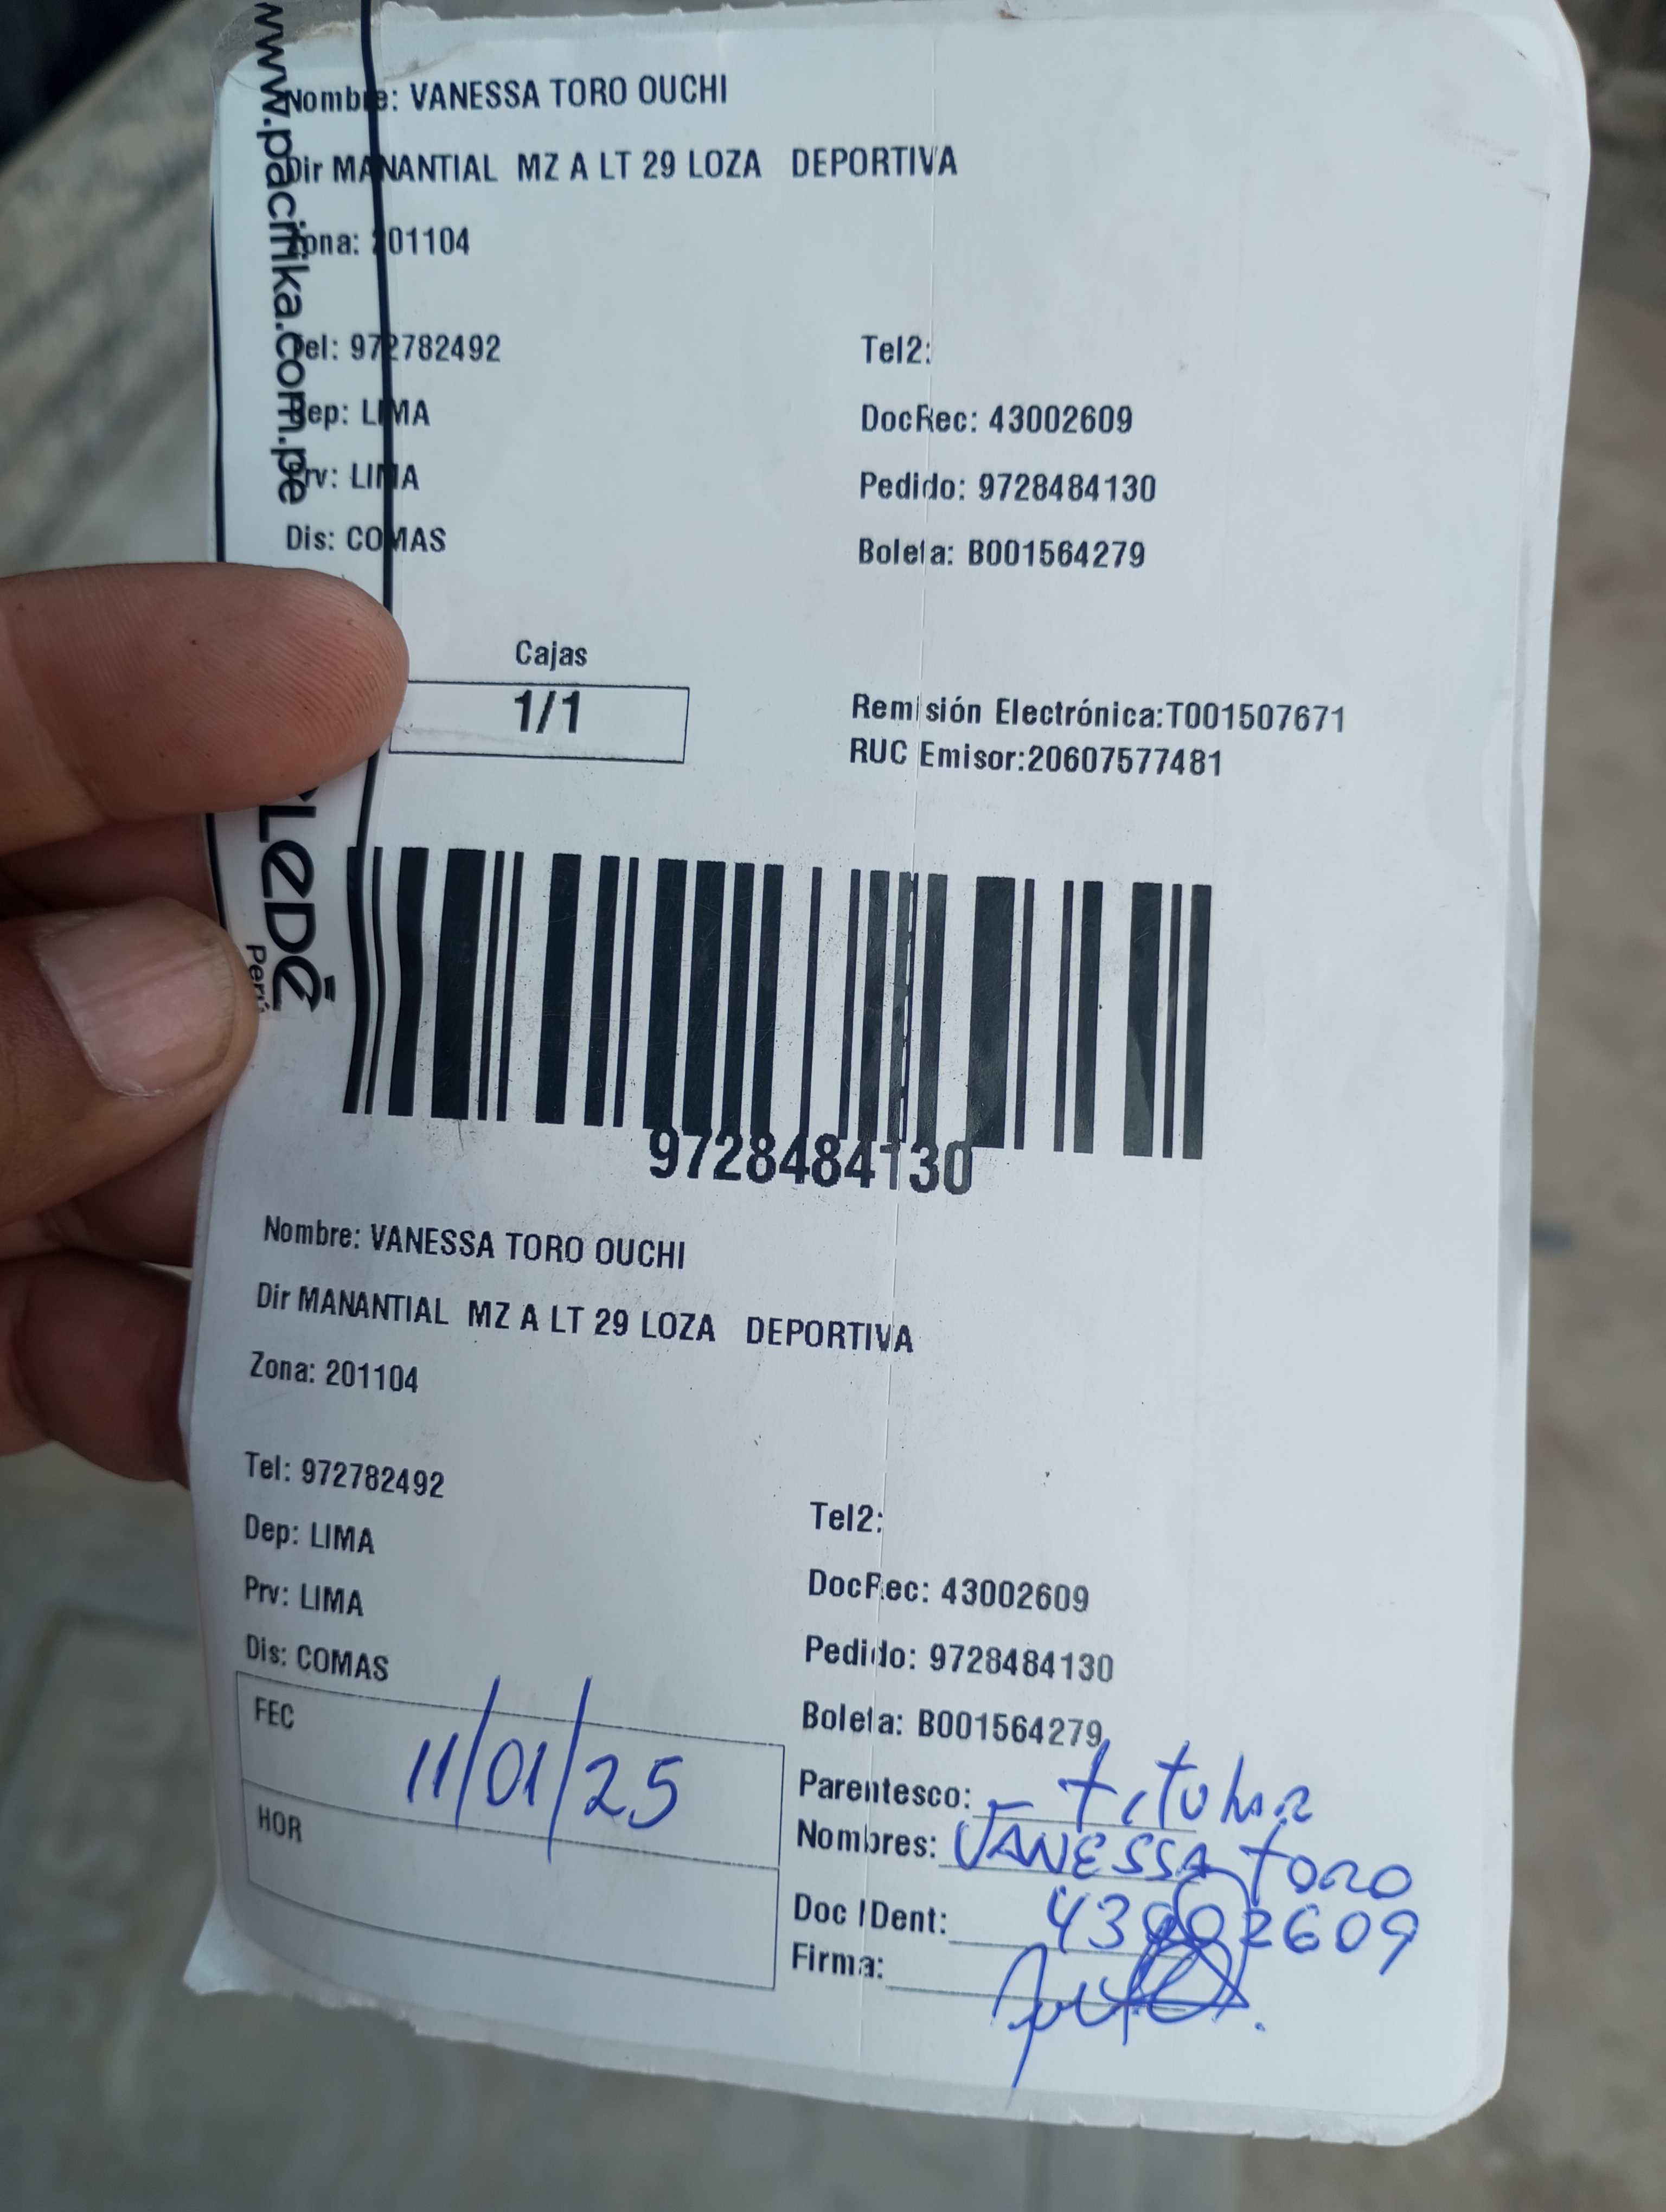 www.pacifika.com.pe
Nombre: VANESSA TORO OUCHI
Dir MANANTIAL MZ A LT 29 LOZA DEPORTIVA
Zona: 201104
Tel: 972782492
Tel2:
Dep: LIMA
DocRec: 43002609
Prv: LIMA
Pedido: 9728484130
Dis: COMAS
Boleta: B001564279
Cajas
1/1
Remisión Electrónica:T001507671
RUC Emisor:20607577481
Perú
9728484130
Nombre: VANESSA TORO OUCHI
Dir MANANTIAL MZ A LT 29 LOZA DEPORTIVA
Zona: 201104
Tel: 972782492
Tel2:
Dep: LIMA
DocRec: 43002609
Prv: LIMA
Pedido: 9728484130
Dis: COMAS
Boleta: B001564279
FEC 11/01/25
HOR
Parentesco: titular
Nombres: VANESSA toro
Doc IDent: 43002609
Firma: